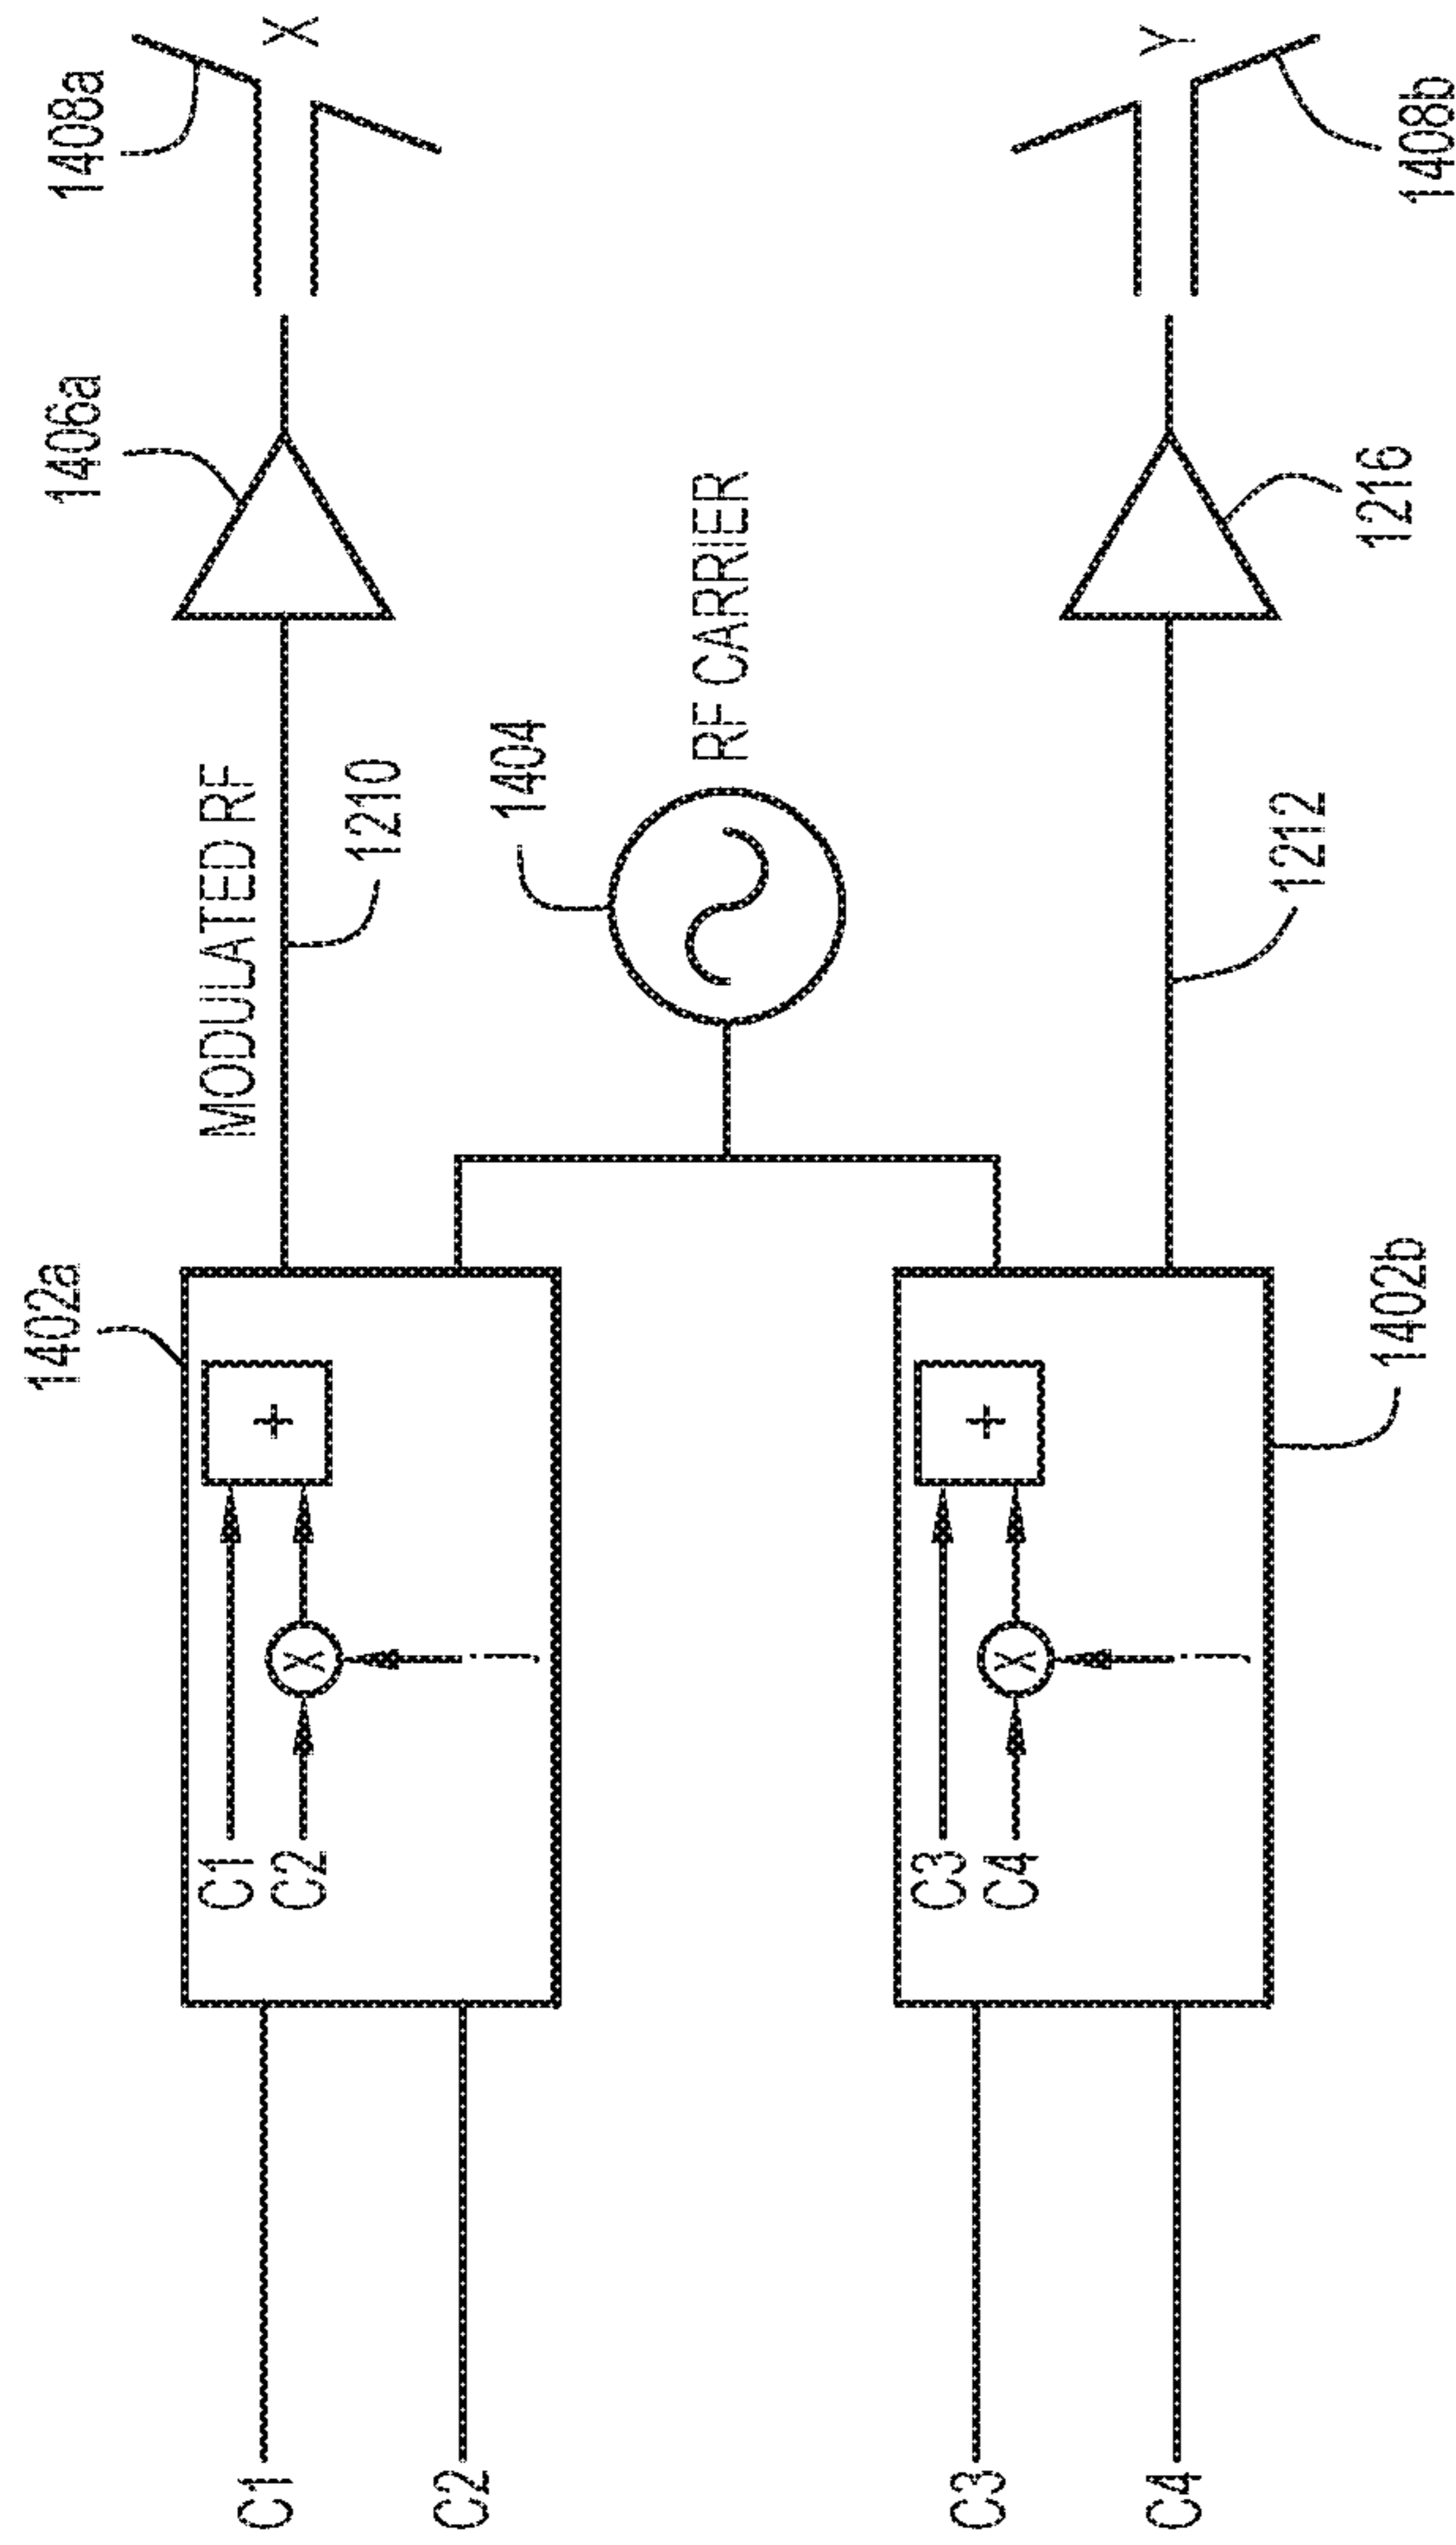 1408a
X
1406a
MODULATED RF
1210
1402a
+
X
C1
C2
C1
C2
1404
RF CARRIER
Y
1408b
1216
1212
1402b
+
X
C3
C4
C3
C4